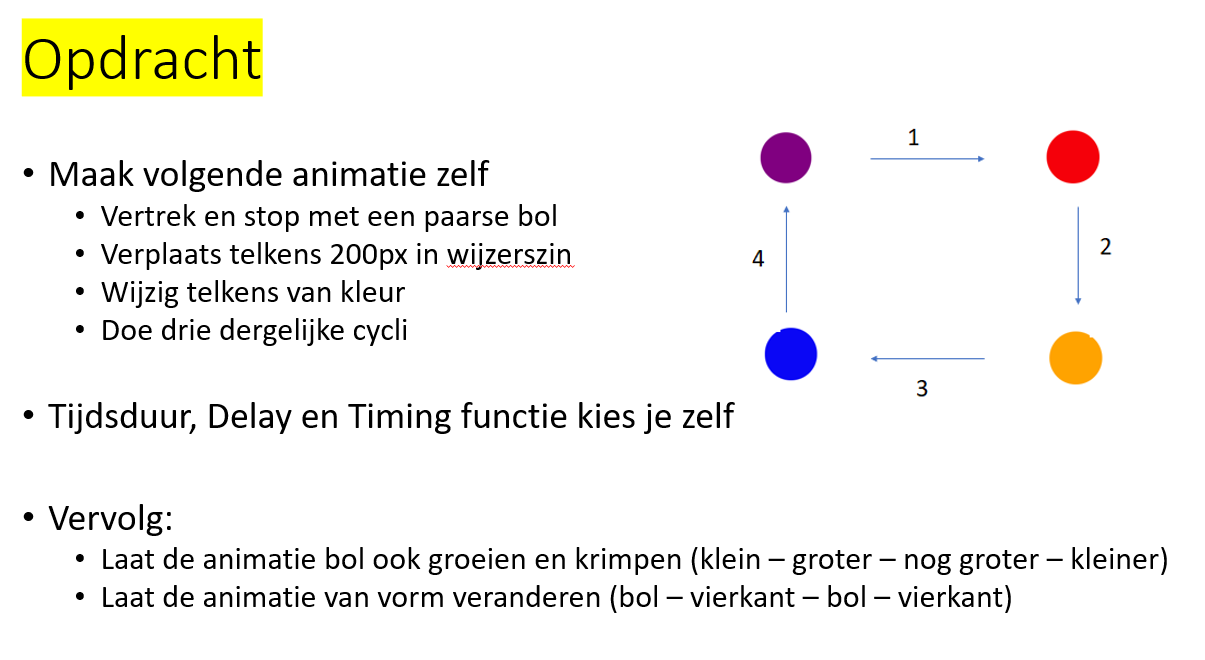 Opdracht
• Maak volgende animatie zelf
• Vertrek en stop met een paarse bol
• Verplaats telkens 200px in wijzerszin
• Wijzig telkens van kleur
• Doe drie dergelijke cycli
• Tijdsduur, Delay en Timing functie kies je zelf
• Vervolg:
• Laat de animatie bol ook groeien en krimpen (klein – groter – nog groter – kleiner)
• Laat de animatie van vorm veranderen (bol – vierkant – bol – vierkant)
1
2
3
4